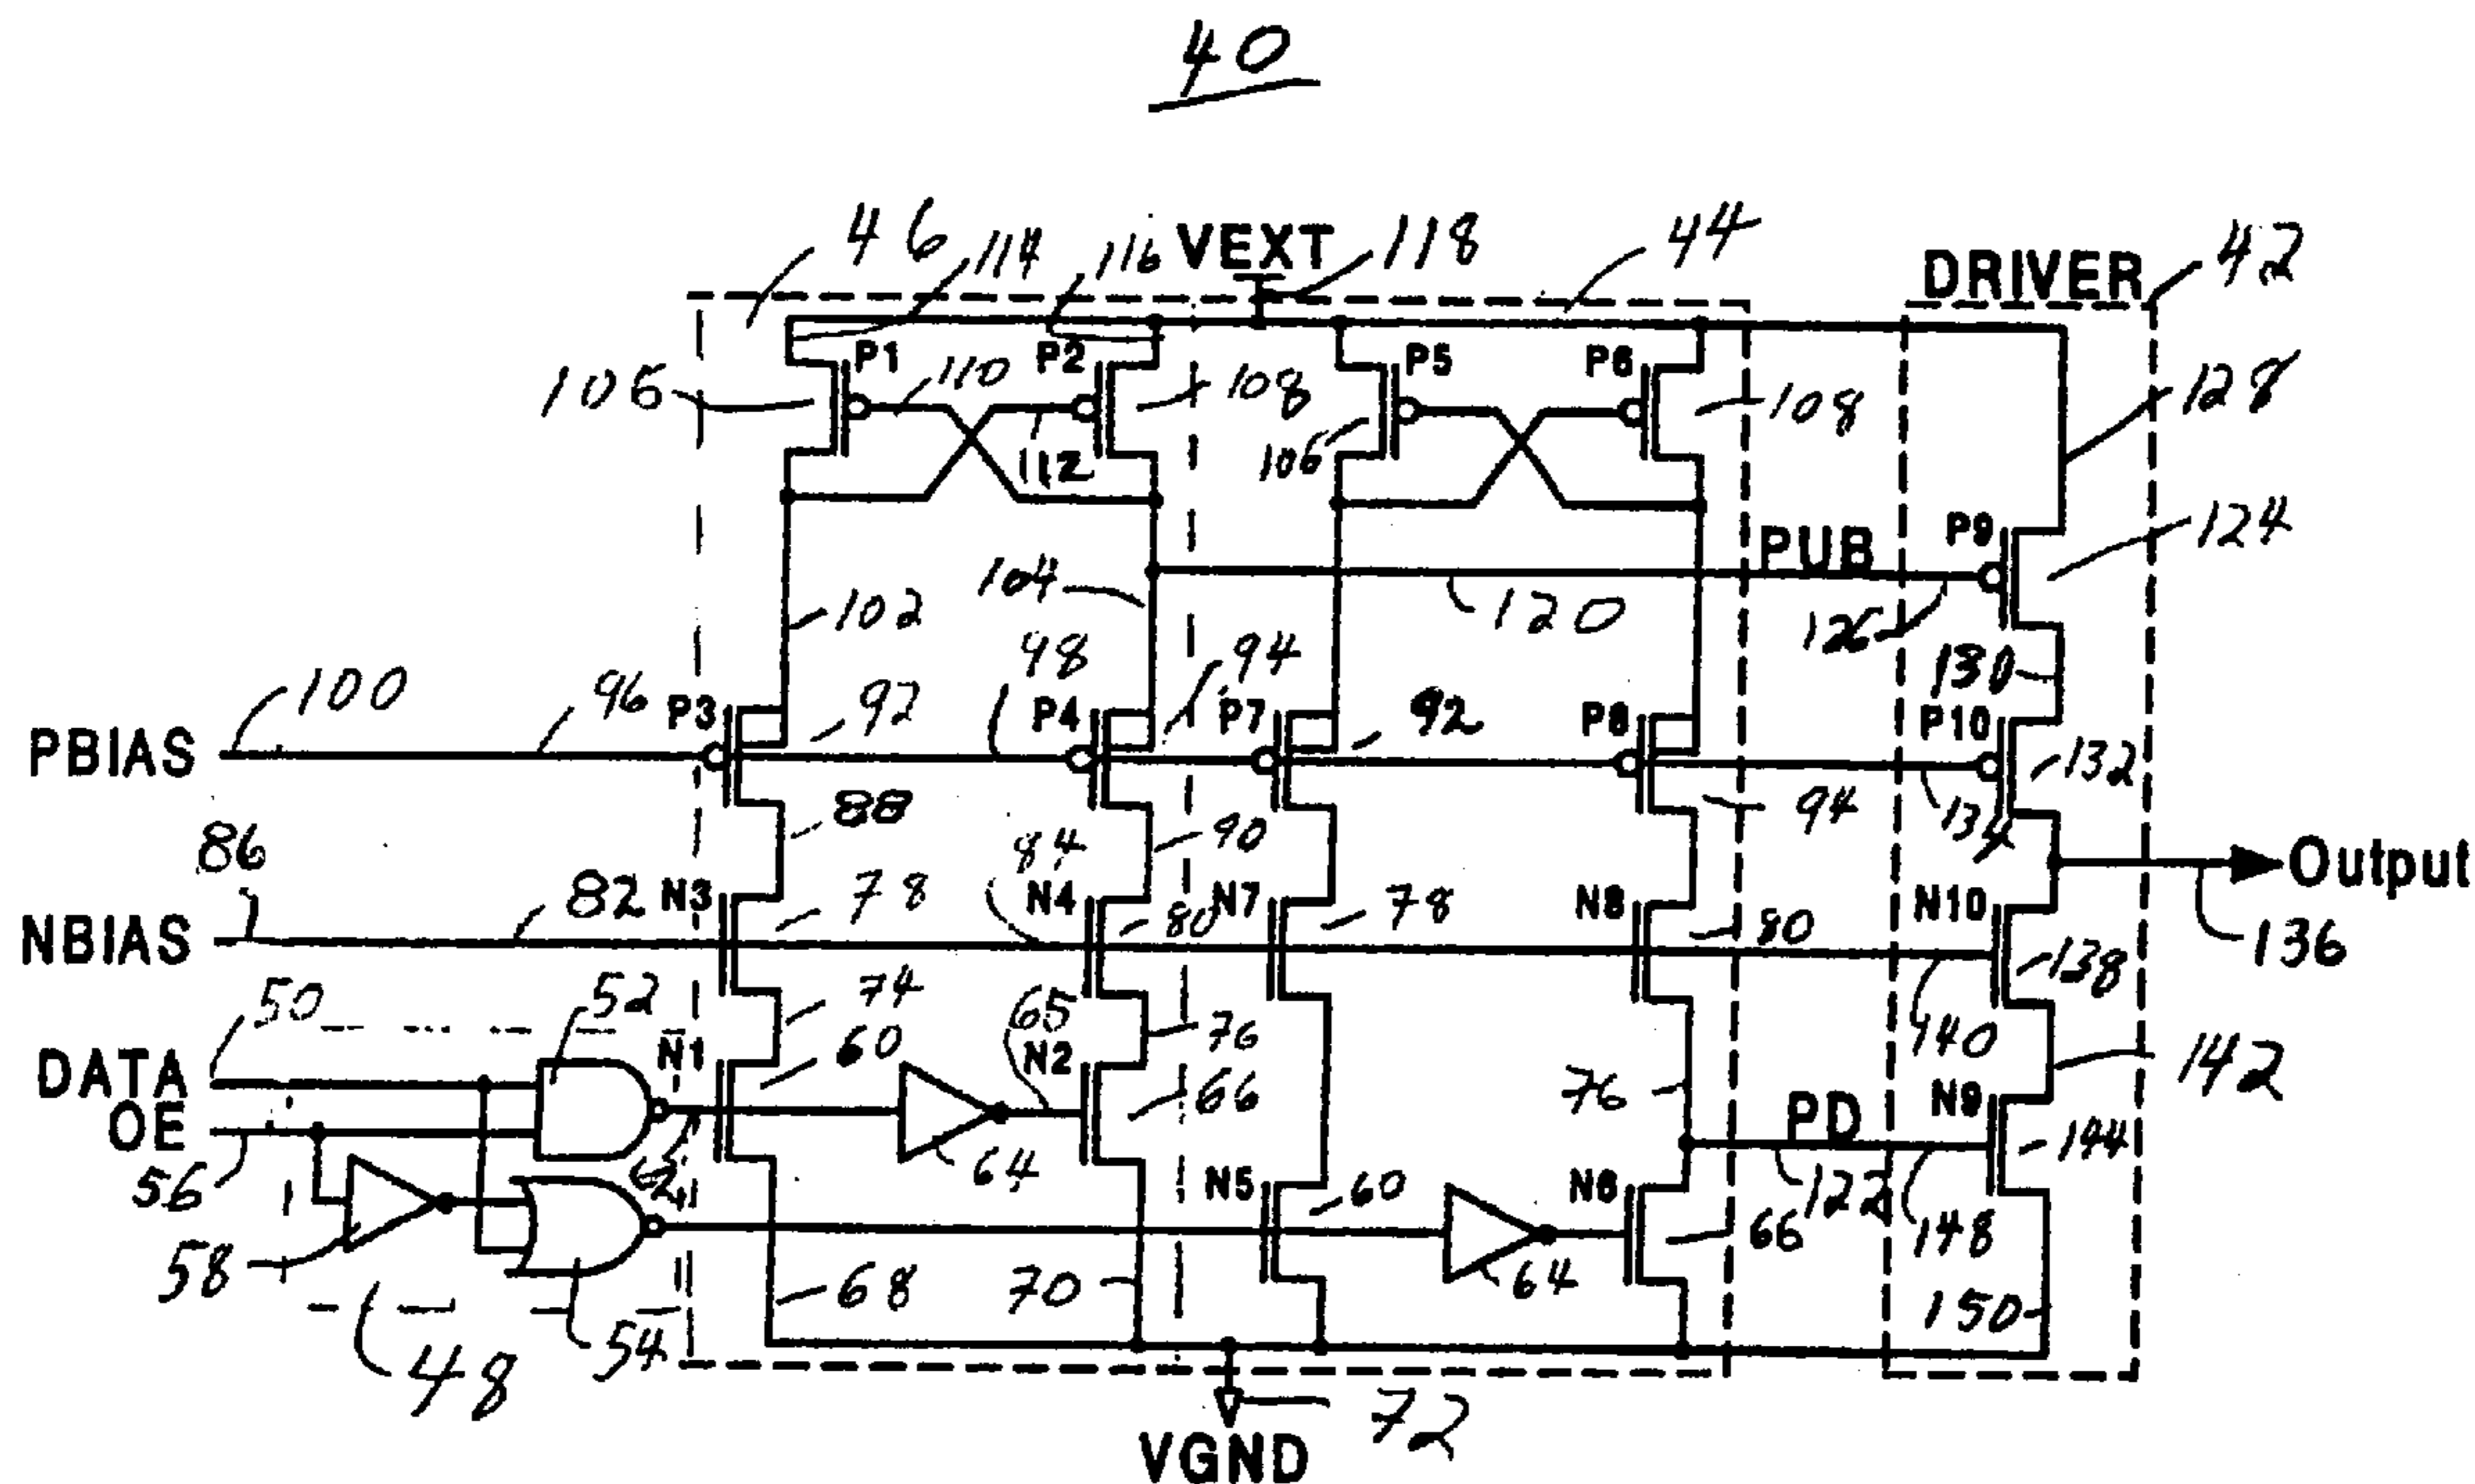 40
46 114 116 VEXT 118 44 DRIVER 42
P1 110 P2 108 P5 P6 108 128
106 112 106
104 PUB P9 124
102 120 126
98 94 130
100 96 P3 92 P4 P7 92 P8 P10
PBIAS 132
88 90 94 134
86 84 Output
82 N3 78 N4 80 N7 78 N8 80 N10
NBIAS 138 136
50 52 74 65 76 140
DATA N1 60 N2 66 76 PD N9 142
OE 144
56 62 64 N5 60 N6 66 122 148
58 68 70 64 150
48 54 72
VGND